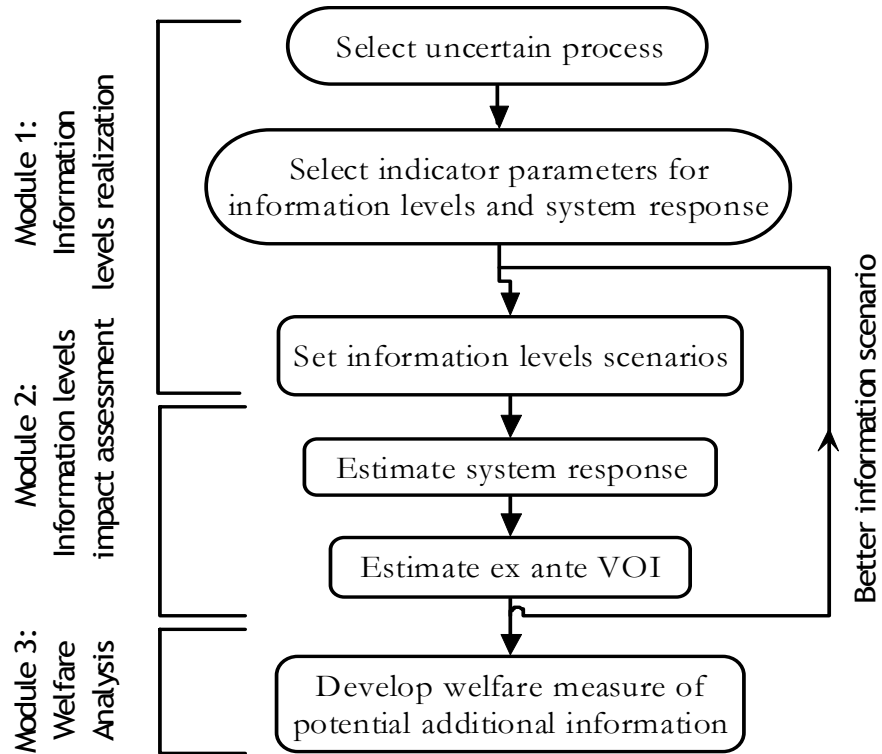 Select uncertain process
Select indicator parameters for
information levels and system response
Set information levels scenarios
Estimate system response
Estimate ex ante VOI
Develop welfare measure of
potential additional information
Module 1:
Information
levels realization
Module 2:
Information levels
impact assessment
Module 3:
Welfare
Analysis
Better information scenario